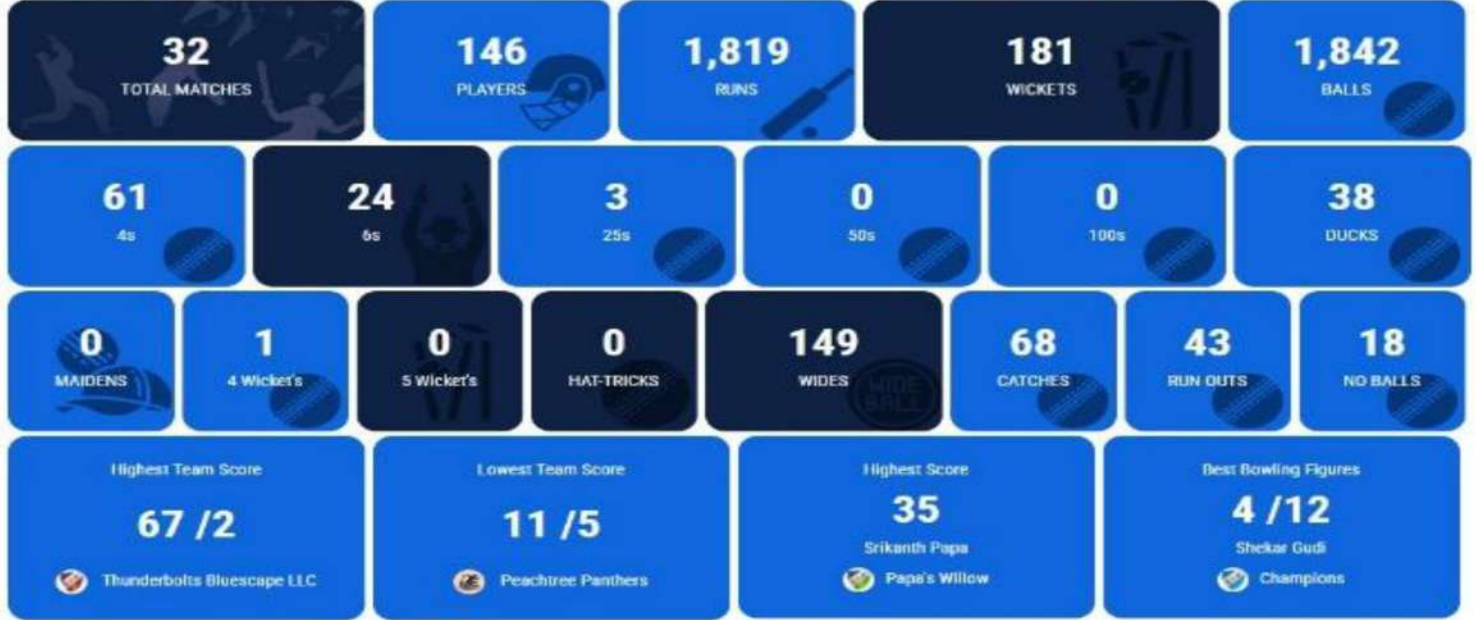 32
TOTAL MATCHES
146
PLAYERS
1,819
RUNS
181
WICKETS
1,842
BALLS
61
4s
24
6s
3
25s
0
50s
0
100s
38
DUCKS
0
MAIDENS
1
4 Wicket's
0
5 Wicket's
0
HAT-TRICKS
149
WIDES
WIDE
BALL
68
CATCHES
43
RUN OUTS
18
NO BALLS
Highest Team Score
67 /2
Thunderbolts Bluescape LLC
Lowest Team Score
11 /5
Peachtree Panthers
Highest Score
35
Srikanth Papa
Papa's Willow
Best Bowling Figures
4 /12
Shekar Gudi
Champions